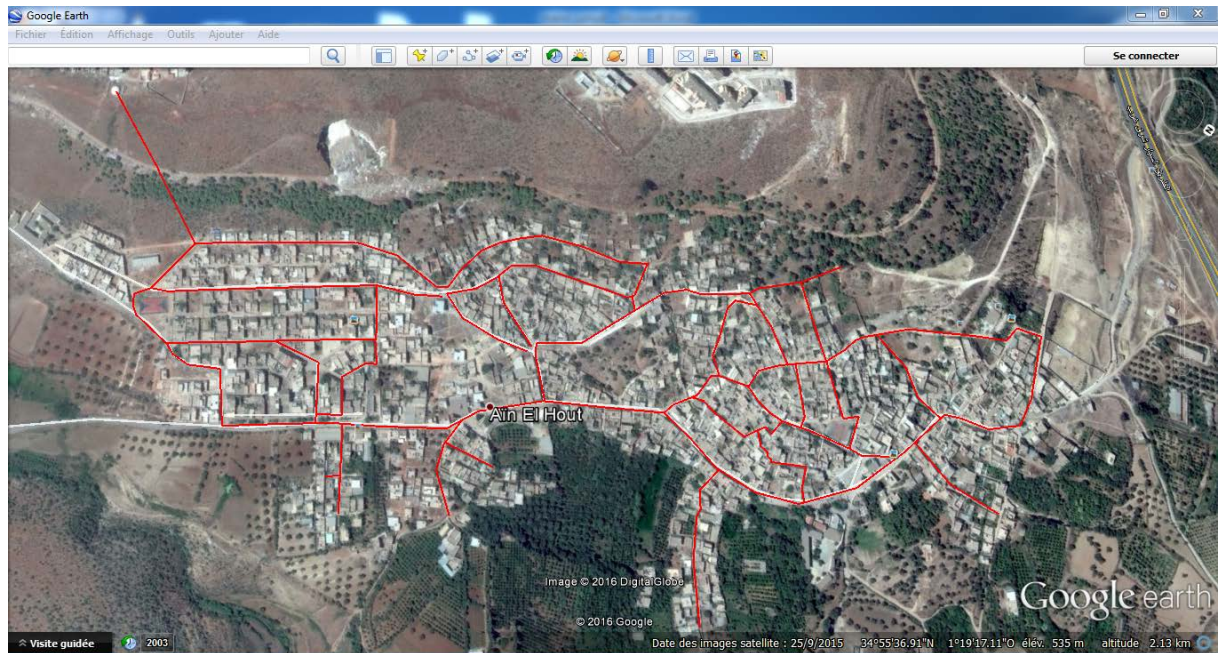 Google Earth
Fichier Édition Affichage Outils Ajouter Aide
Se connecter
Aïn El Hout
Image © 2016 DigitalGlobe
© 2016 Google
Google earth
Visite guidée
2003
Date des images satellite : 25/9/2015 34°55'36.91"N 1°19'17.11"O élév. 535 m altitude 2.13 km